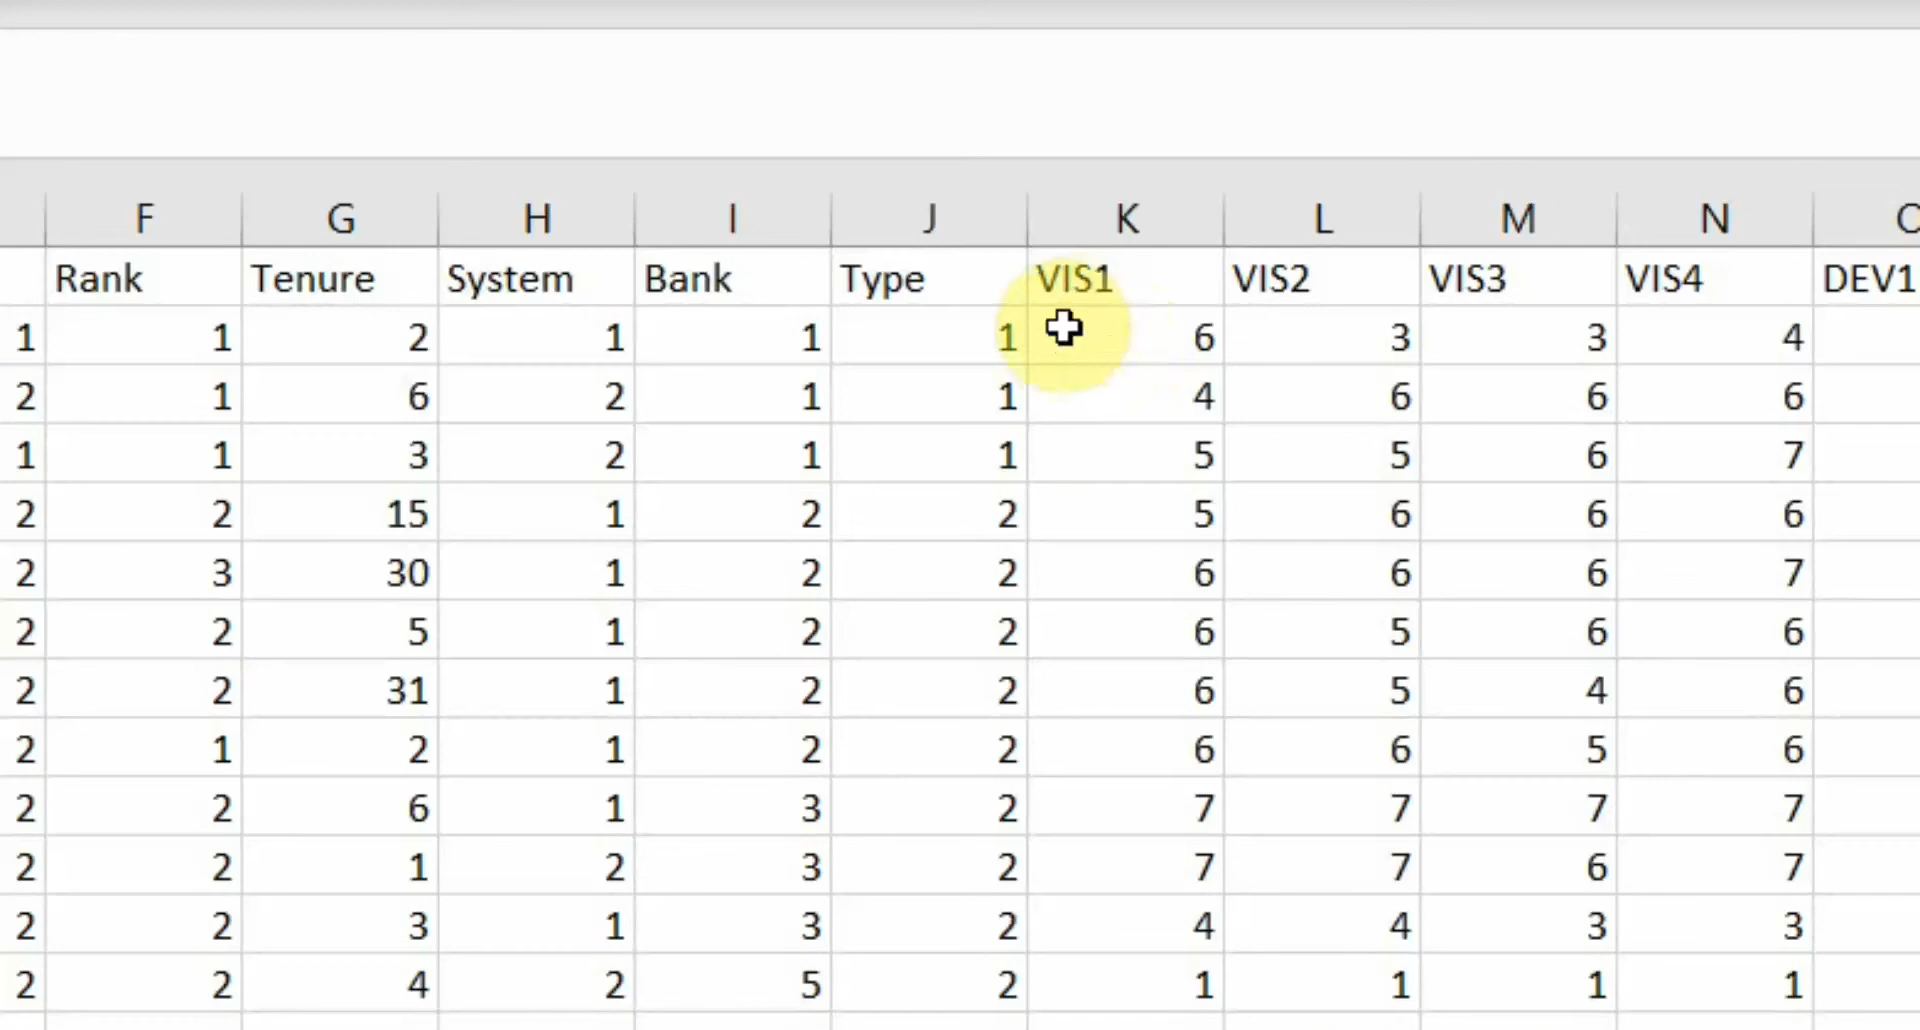 F G H I J K L M N O
Rank Tenure System Bank Type VIS1 VIS2 VIS3 VIS4 DEV1
1 1 2 1 1 1 6 3 3 4
2 1 6 2 1 1 4 6 6 6
1 1 3 2 1 1 5 5 6 7
2 2 15 1 2 2 5 6 6 6
2 3 30 1 2 2 6 6 6 7
2 2 5 1 2 2 6 5 6 6
2 2 31 1 2 2 6 5 4 6
2 1 2 1 2 2 6 6 5 6
2 2 6 1 3 2 7 7 7 7
2 2 1 2 3 2 7 7 6 7
2 2 3 1 3 2 4 4 3 3
2 2 4 2 5 2 1 1 1 1